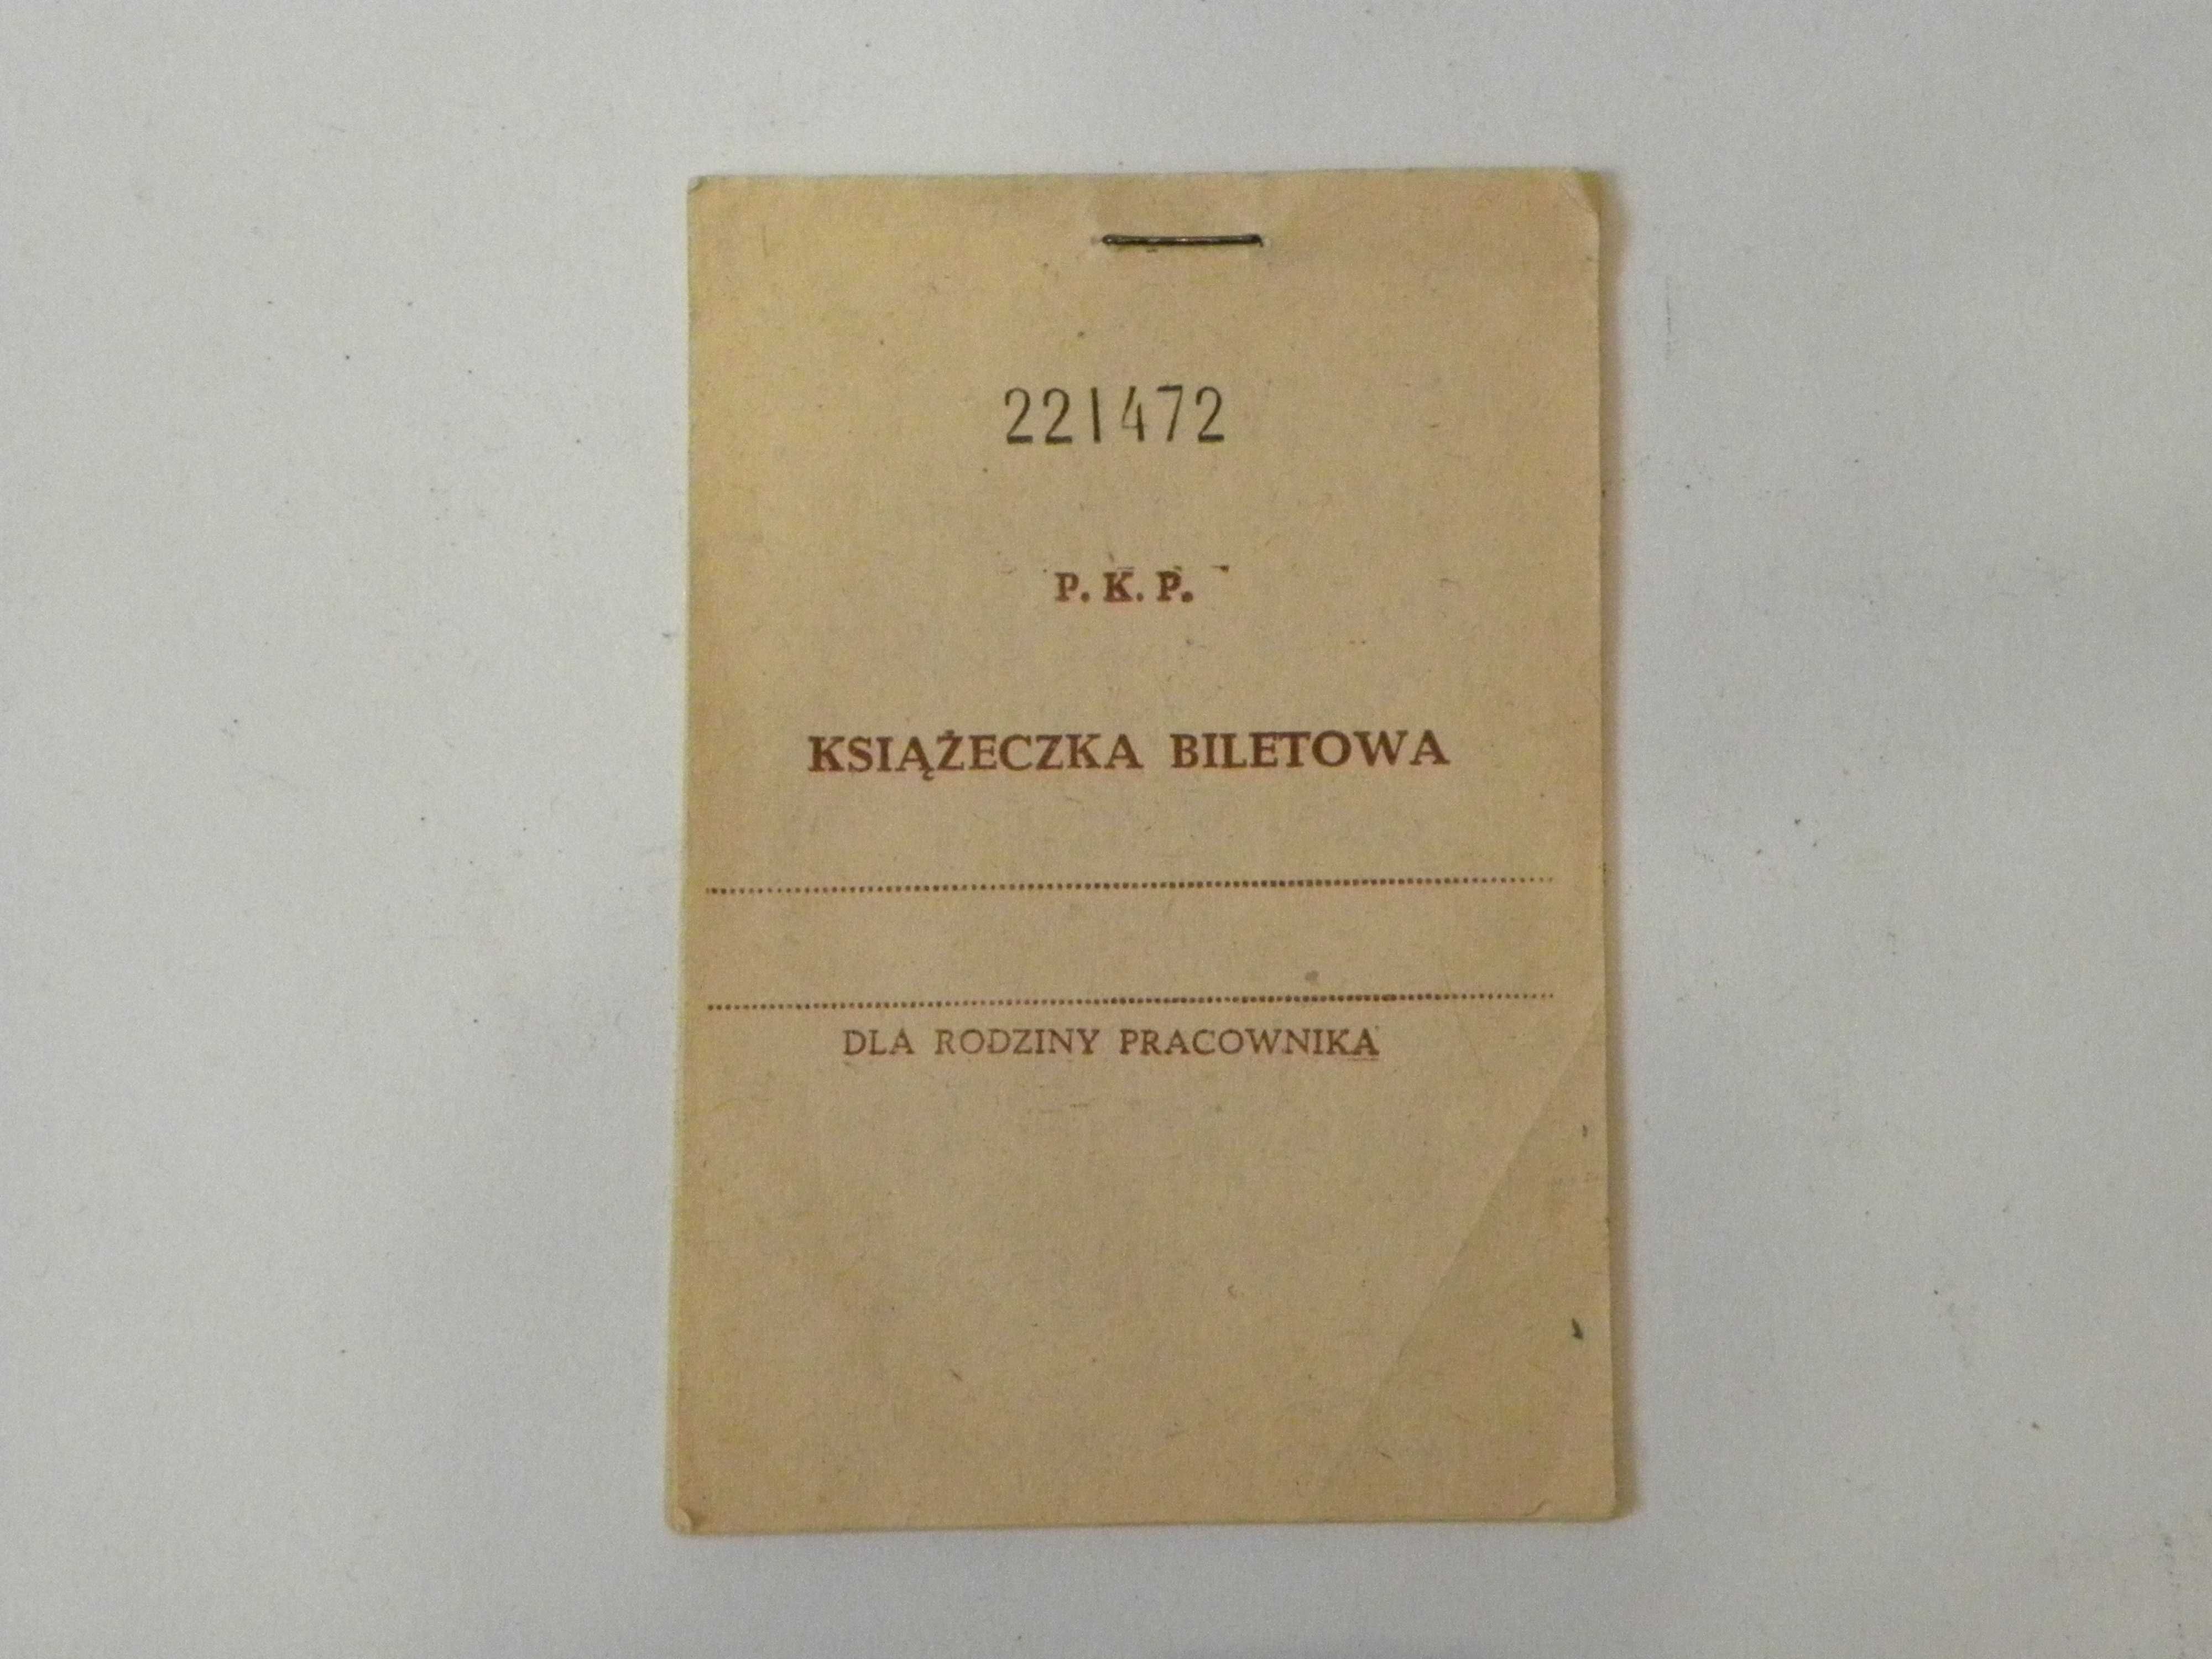 221472
P. K. P.
KSIĄŻECZKA BILETOWA
DLA RODZINY PRACOWNIKA